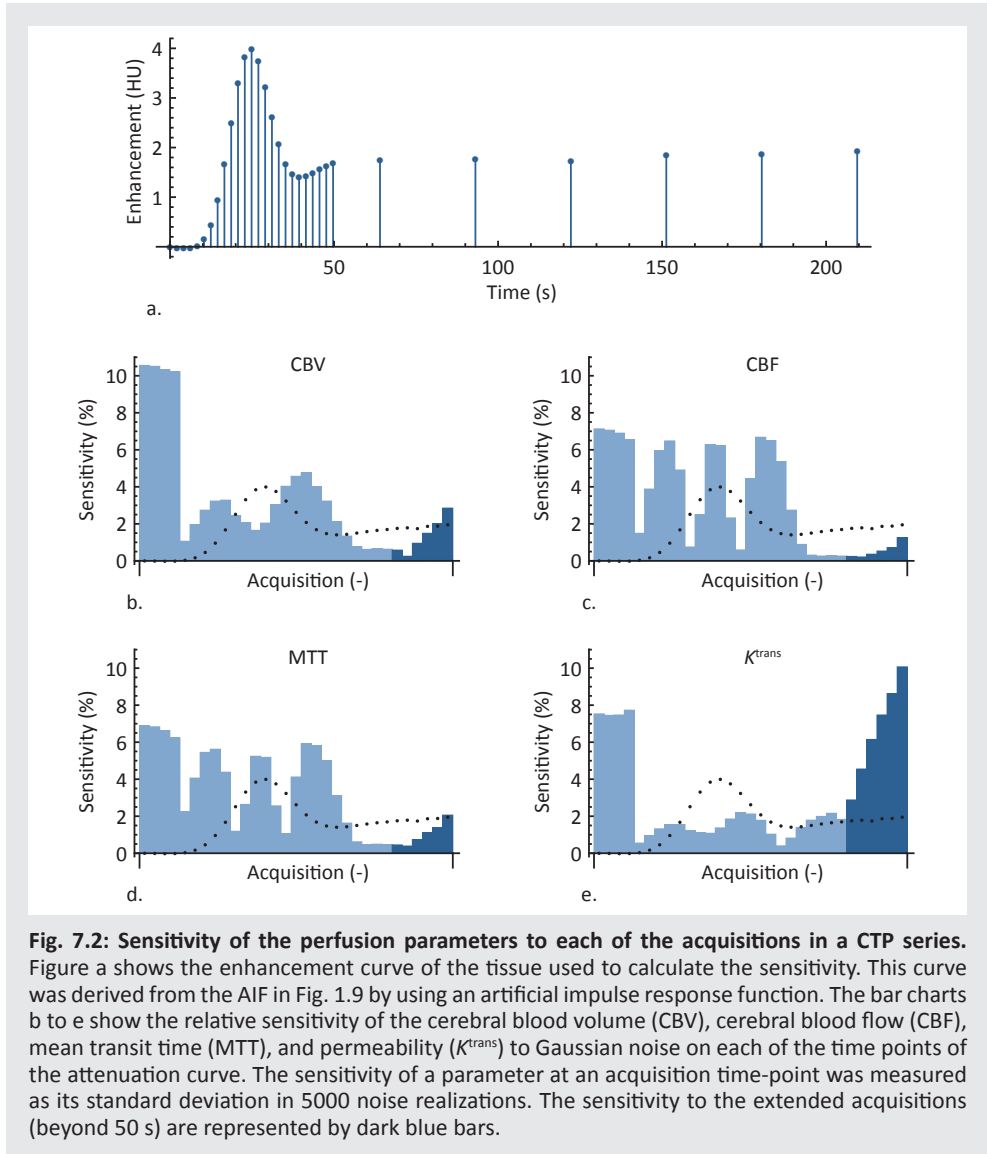 4
3
2
1
Enhancement (HU)
50
100
150
200
Time (s)
a.
CBV
10
8
6
4
2
0
Sensitivity (%)
Acquisition (-)
b.
CBF
10
8
6
4
2
0
Sensitivity (%)
Acquisition (-)
c.
MTT
10
8
6
4
2
0
Sensitivity (%)
Acquisition (-)
d.
Ktrans
10
8
6
4
2
0
Sensitivity (%)
Acquisition (-)
e.
Fig. 7.2: Sensitivity of the perfusion parameters to each of the acquisitions in a CTP series.
Figure a shows the enhancement curve of the tissue used to calculate the sensitivity. This curve
was derived from the AIF in Fig. 1.9 by using an artificial impulse response function. The bar charts
b to e show the relative sensitivity of the cerebral blood volume (CBV), cerebral blood flow (CBF),
mean transit time (MTT), and permeability (Ktrans) to Gaussian noise on each of the time points of
the attenuation curve. The sensitivity of a parameter at an acquisition time-point was measured
as its standard deviation in 5000 noise realizations. The sensitivity to the extended acquisitions
(beyond 50 s) are represented by dark blue bars.